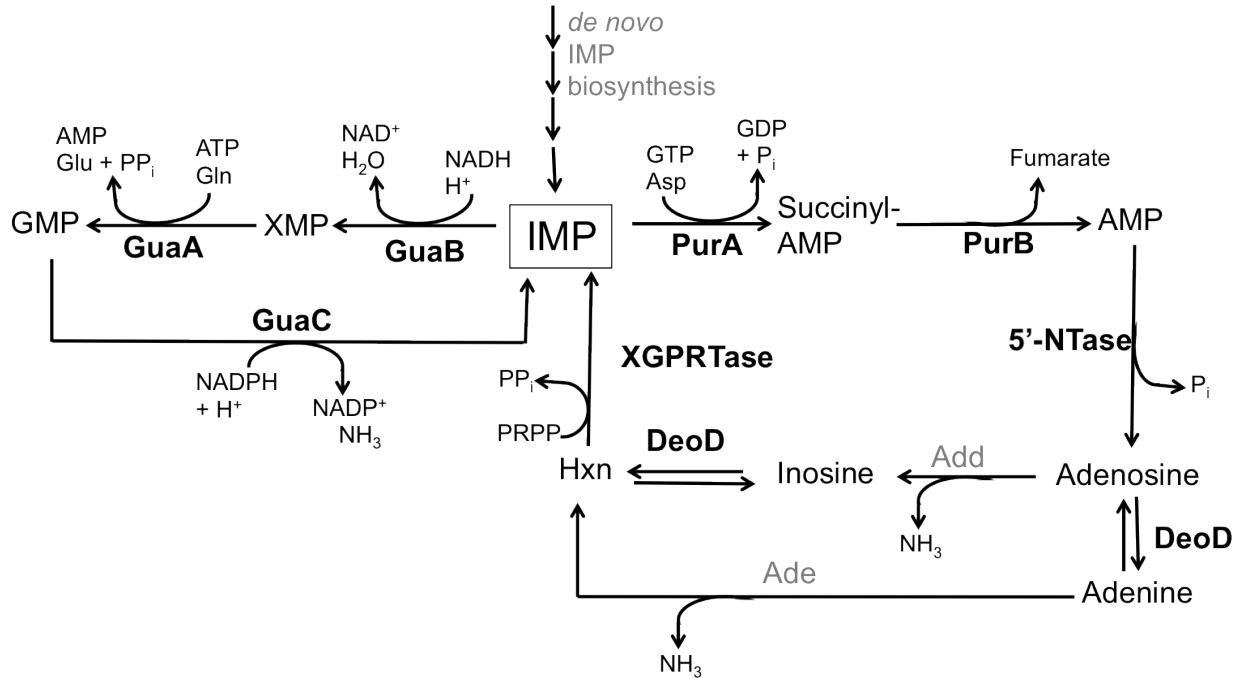 de novo
IMP
biosynthesis
AMP
Glu + PPi
ATP
Gln
NAD⁺
H₂O
NADH
H⁺
GTP
Asp
GDP
+ Pi
Fumarate
GMP
GuaA
XMP
GuaB
IMP
PurA
Succinyl-
AMP
PurB
AMP
GuaC
NADPH
+ H⁺
NADP⁺
NH₃
XGPRTase
PPi
PRPP
5’-NTase
Pi
Hxn
DeoD
Inosine
Add
NH₃
Adenosine
DeoD
Ade
NH₃
Adenine